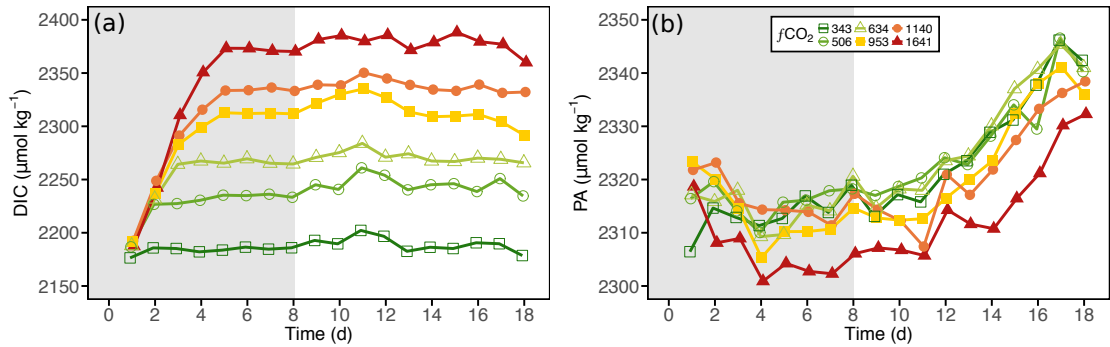 (a)
2400
2350
2300
2250
2200
2150
DIC (µmol kg⁻¹)
0 2 4 6 8 10 12 14 16 18
Time (d)
(b)
fCO₂ 343 634 1140
506 953 1641
2350
2340
2330
2320
2310
2300
PA (µmol kg⁻¹)
0 2 4 6 8 10 12 14 16 18
Time (d)